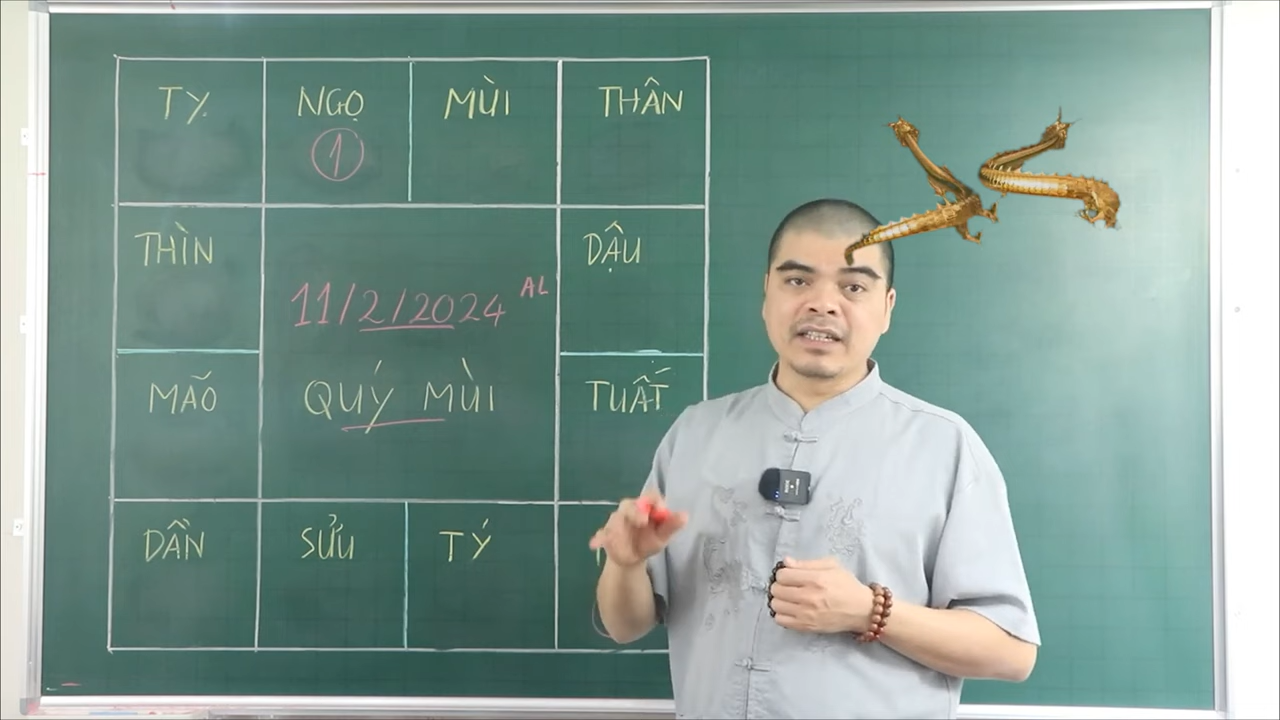 TỴ
NGỌ
MÙI
THÂN
1
THÌN
DẬU
11/2/2024 AL
MÃO
QUÝ MÙI
TUẤT
DẦN
SỬU
TÝ